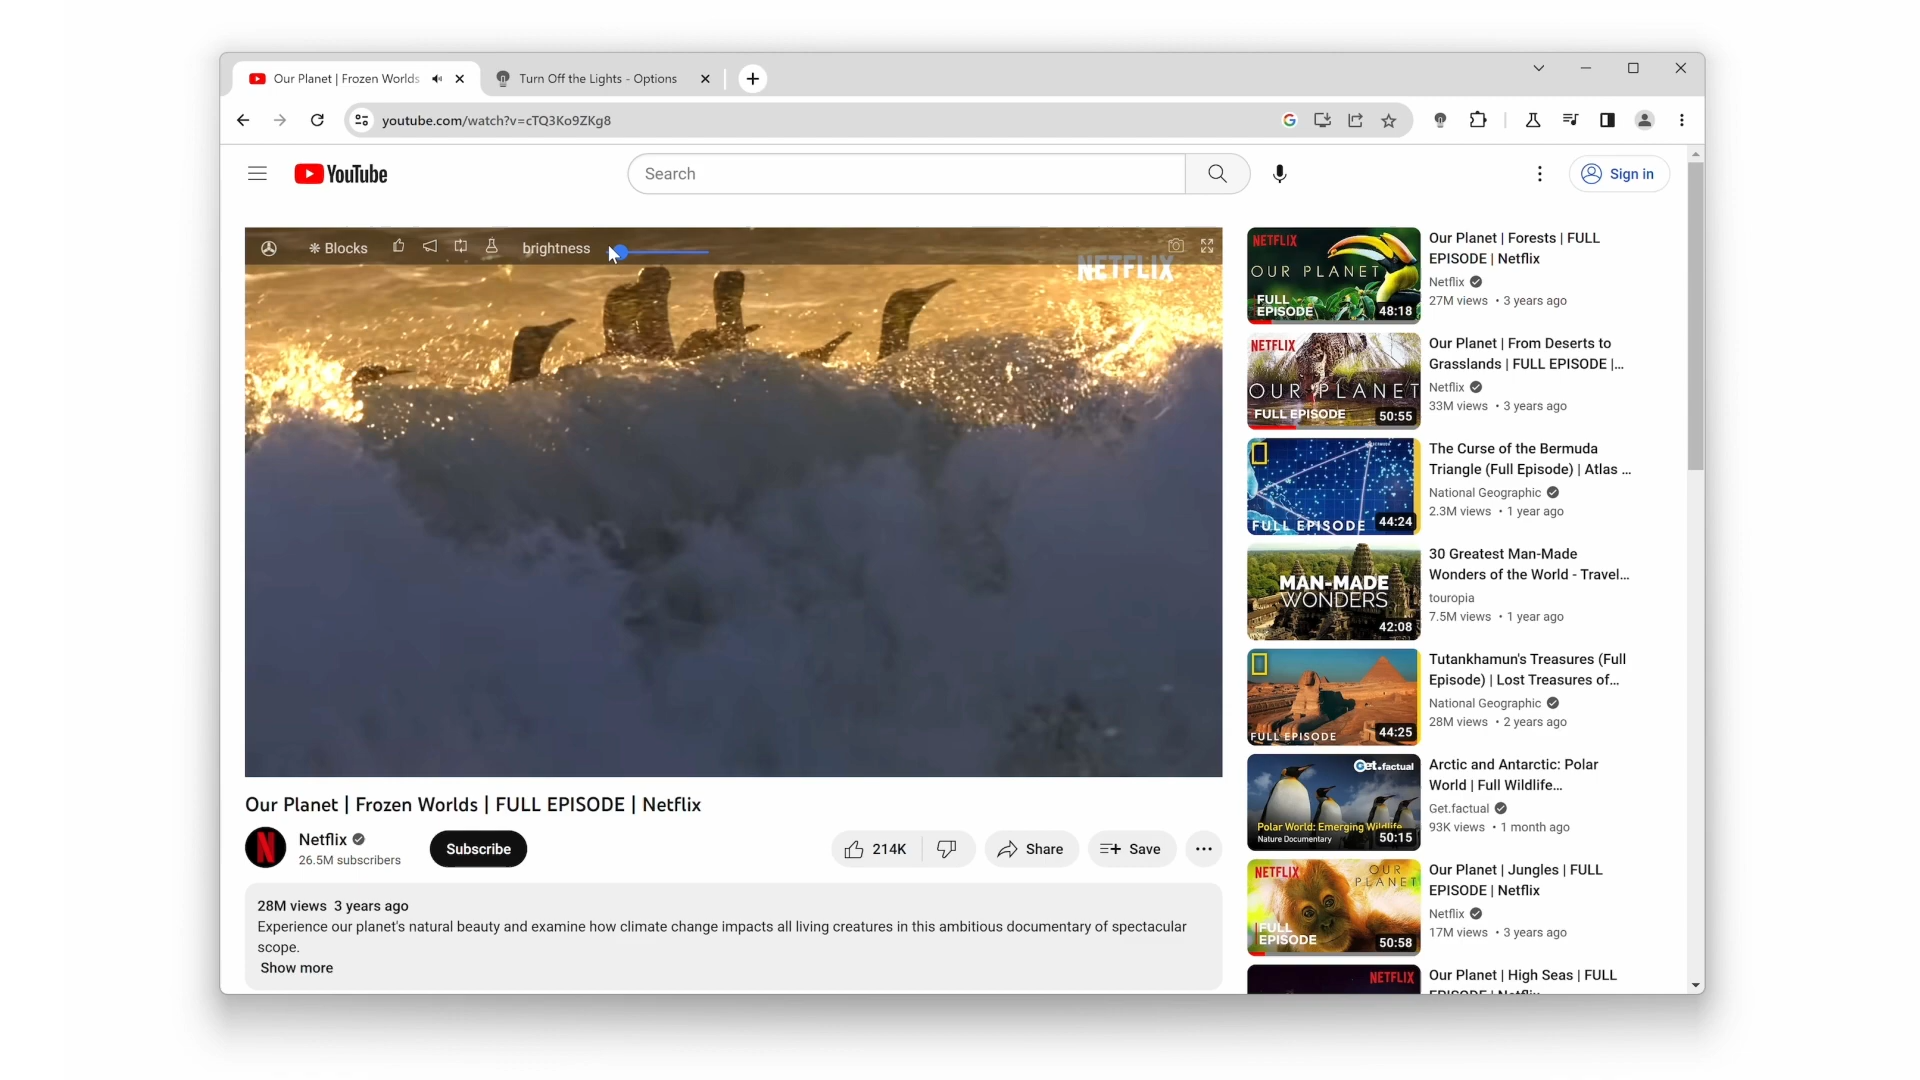 Our Planet | Frozen Worlds
Turn Off the Lights - Options
youtube.com/watch?v=cTQ3Ko9ZKg8
YouTube
Search
Sign in
Blocks
brightness
NETFLIX
Our Planet | Frozen Worlds | FULL EPISODE | Netflix
Netflix
26.5M subscribers
Subscribe
214K
Share
Save
28M views 3 years ago
Experience our planet's natural beauty and examine how climate change impacts all living creatures in this ambitious documentary of spectacular
scope.
Show more
NETFLIX
OUR PLANET
FULL
EPISODE
48:18
Our Planet | Forests | FULL
EPISODE | Netflix
Netflix
27M views • 3 years ago
NETFLIX
OUR PLANET
FULL EPISODE
50:55
Our Planet | From Deserts to
Grasslands | FULL EPISODE |...
Netflix
33M views • 3 years ago
FULL EPISODE
44:24
The Curse of the Bermuda
Triangle (Full Episode) | Atlas ...
National Geographic
2.3M views • 1 year ago
MAN-MADE
WONDERS
42:08
30 Greatest Man-Made
Wonders of the World - Travel...
touropia
7.5M views • 1 year ago
FULL EPISODE
44:25
Tutankhamun's Treasures (Full
Episode) | Lost Treasures of...
National Geographic
28M views • 2 years ago
Get.factual
Polar World: Emerging Wildlife
Nature Documentary
50:15
Arctic and Antarctic: Polar
World | Full Wildlife...
Get.factual
93K views • 1 month ago
NETFLIX
OUR
PLANET
FULL
EPISODE
50:58
Our Planet | Jungles | FULL
EPISODE | Netflix
Netflix
17M views • 3 years ago
NETFLIX
Our Planet | High Seas | FULL
EPISODE | Netflix